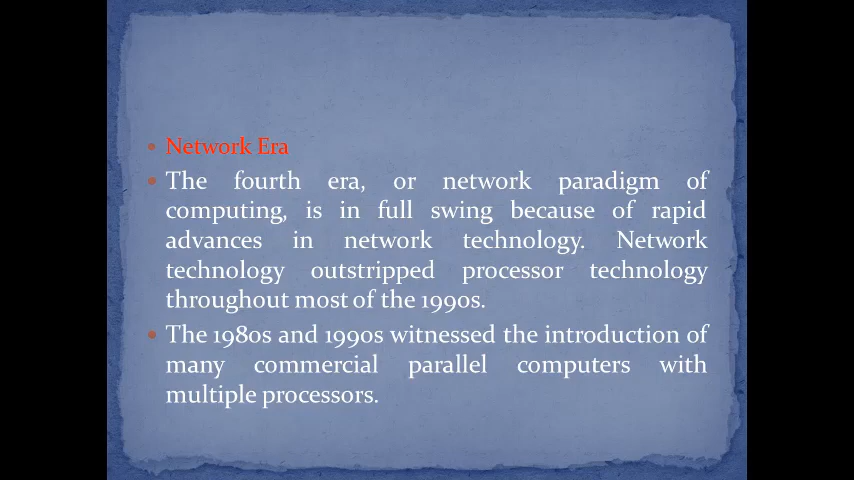 • Network Era
• The fourth era, or network paradigm of
computing, is in full swing because of rapid
advances in network technology. Network
technology outstripped processor technology
throughout most of the 1990s.
• The 1980s and 1990s witnessed the introduction of
many commercial parallel computers with
multiple processors.